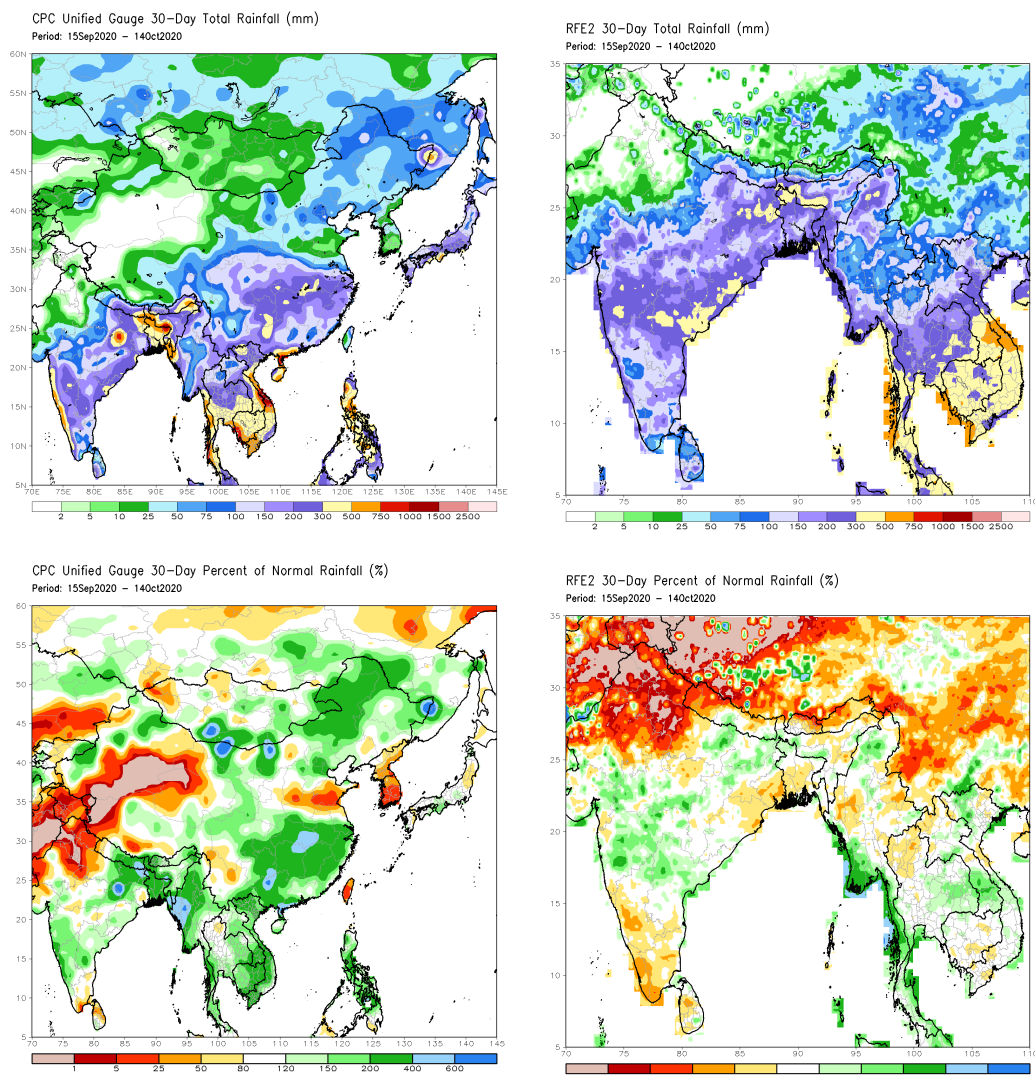 CPC Unified Gauge 30-Day Total Rainfall (mm)
Period: 15Sep2020 - 14Oct2020
60N
55N
50N
45N
40N
35N
30N
25N
20N
15N
10N
5N
70E 75E 80E 85E 90E 95E 100E 105E 110E 115E 120E 125E 130E 135E 140E 145E
2 5 10 25 50 75 100 150 200 300 500 750 1000 1500 2500
RFE2 30-Day Total Rainfall (mm)
Period: 15Sep2020 - 14Oct2020
35
30
25
20
15
10
5
70 75 80 85 90 95 100 105 110
2 5 10 25 50 75 100 150 200 300 500 750 1000 1500 2500
CPC Unified Gauge 30-Day Percent of Normal Rainfall (%)
Period: 15Sep2020 - 14Oct2020
60
55
50
45
40
35
30
25
20
15
10
5
70 75 80 85 90 95 100 105 110 115 120 125 130 135 140 145
1 5 25 50 80 120 150 200 400 600
RFE2 30-Day Percent of Normal Rainfall (%)
Period: 15Sep2020 - 14Oct2020
35
30
25
20
15
10
5
70 75 80 85 90 95 100 105 110